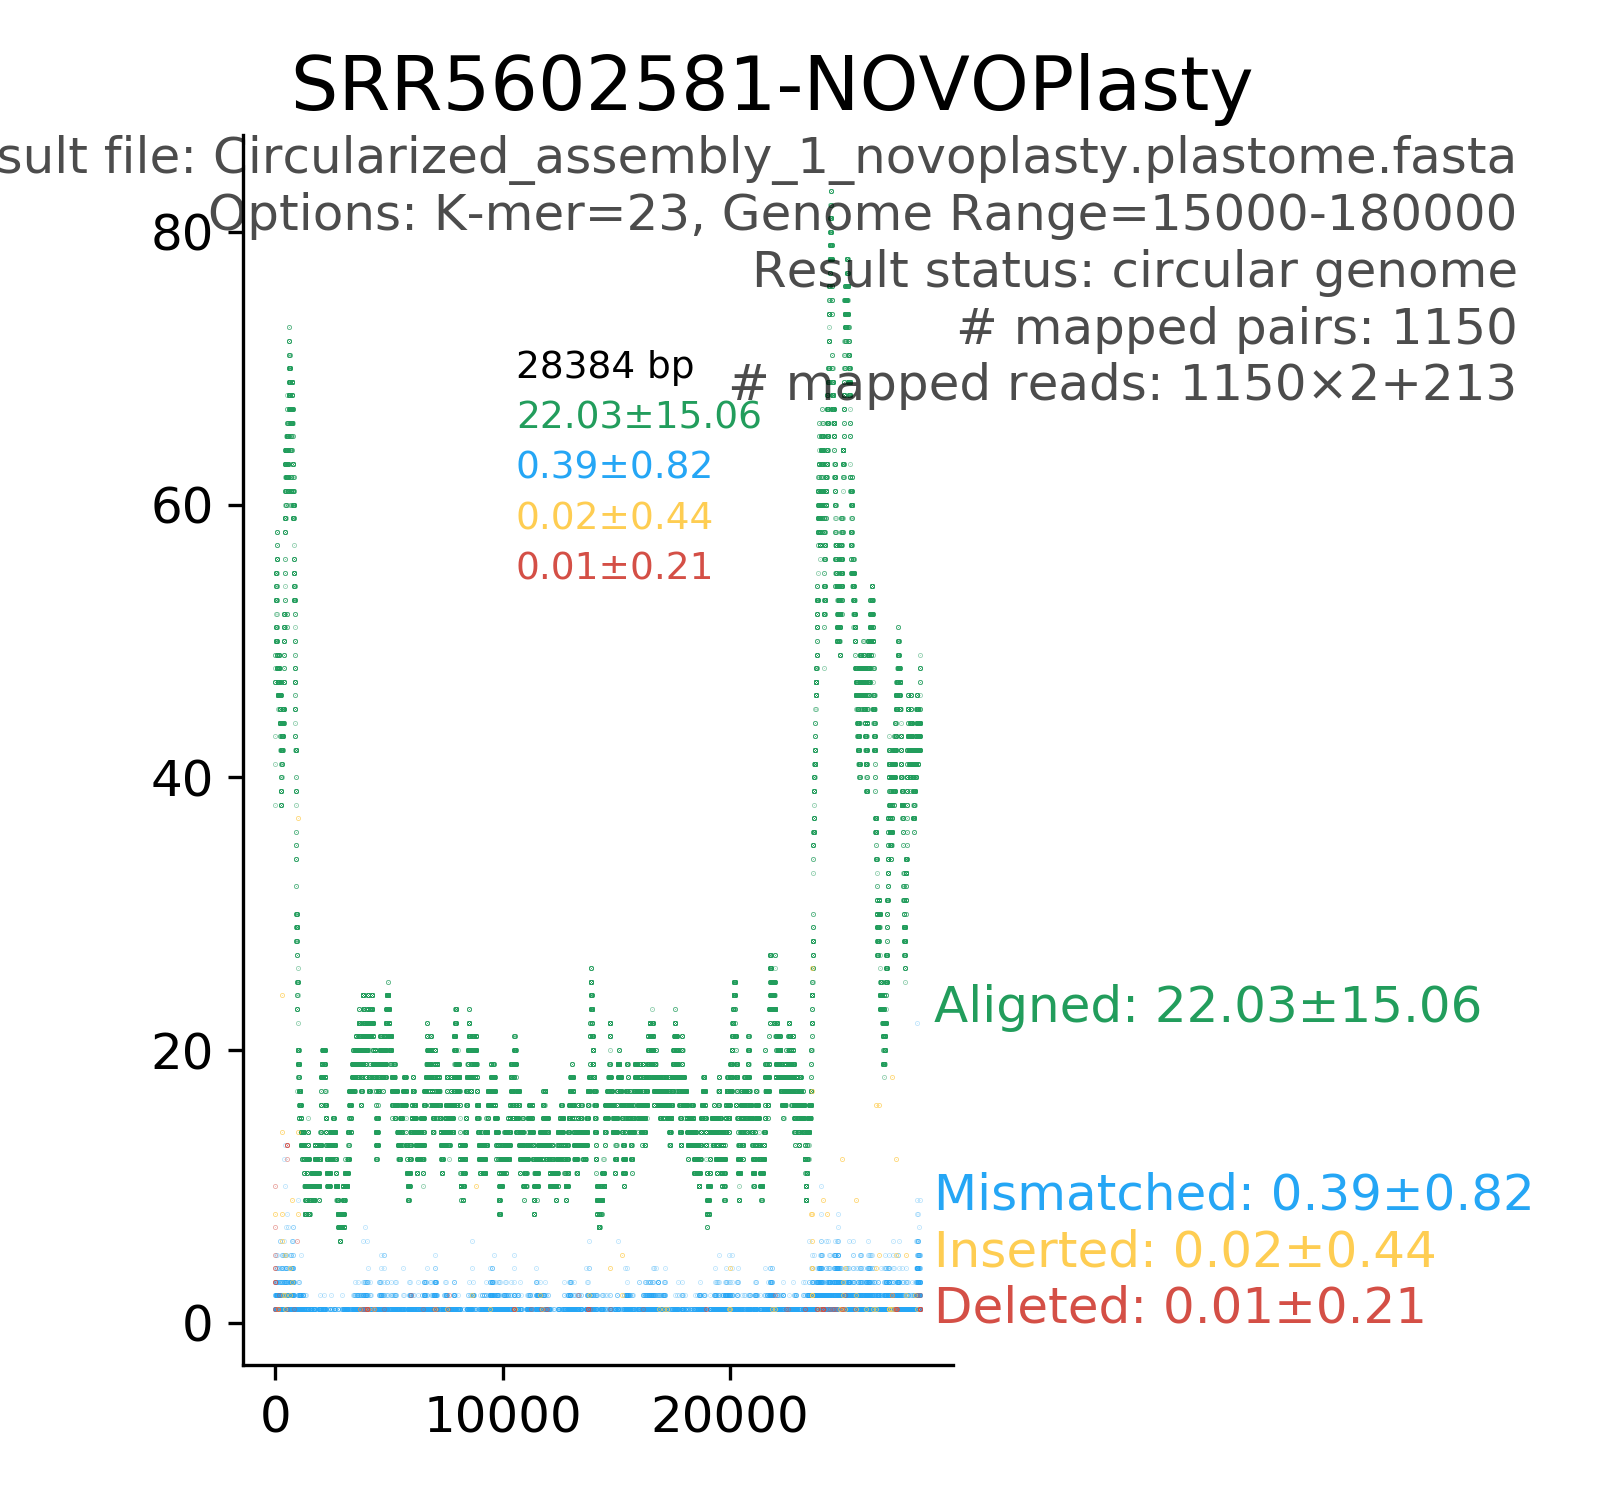 SRR5602581-NOVOPlasty
sult file: Circularized_assembly_1_novoplasty.plastome.fasta
Options: K-mer=23, Genome Range=15000-180000
Result status: circular genome
# mapped pairs: 1150
# mapped reads: 1150×2+213
28384 bp
22.03±15.06
0.39±0.82
0.02±0.44
0.01±0.21
80
60
40
20
0
Aligned: 22.03±15.06
Mismatched: 0.39±0.82
Inserted: 0.02±0.44
Deleted: 0.01±0.21
0 10000 20000